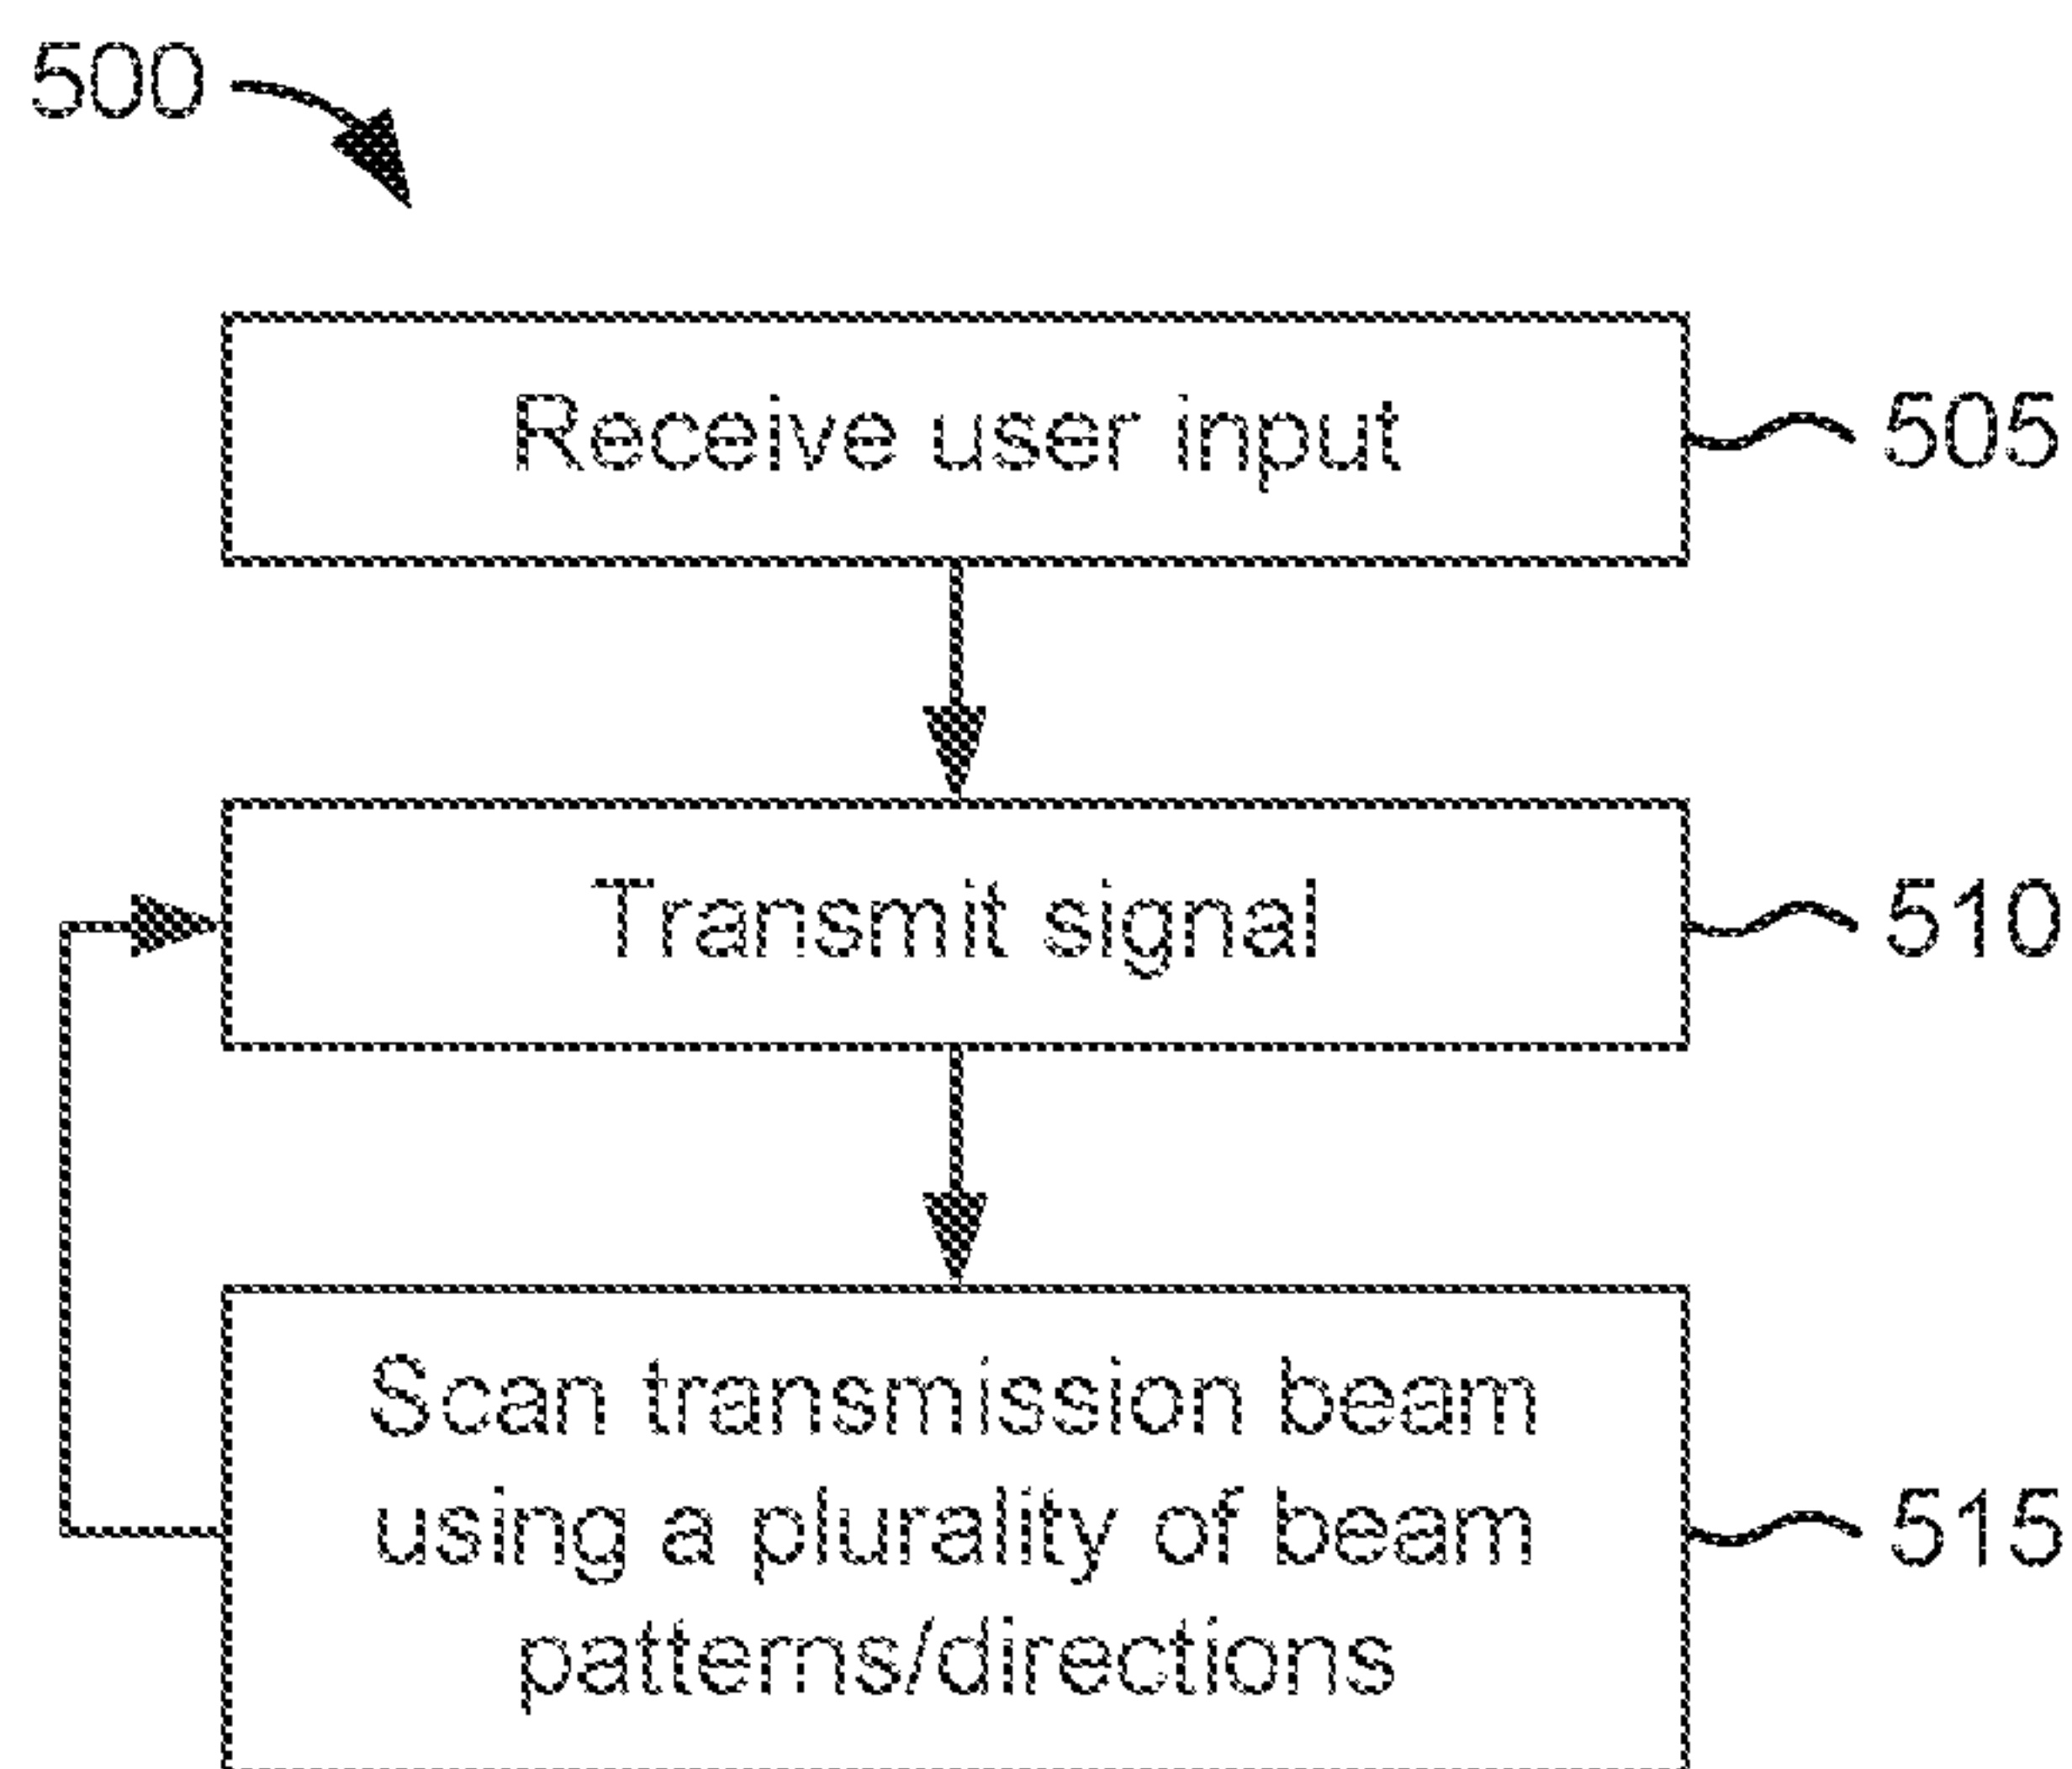 500
Receive user input
505
Transmit signal
510
Scan transmission beam
using a plurality of beam
patterns/directions
515